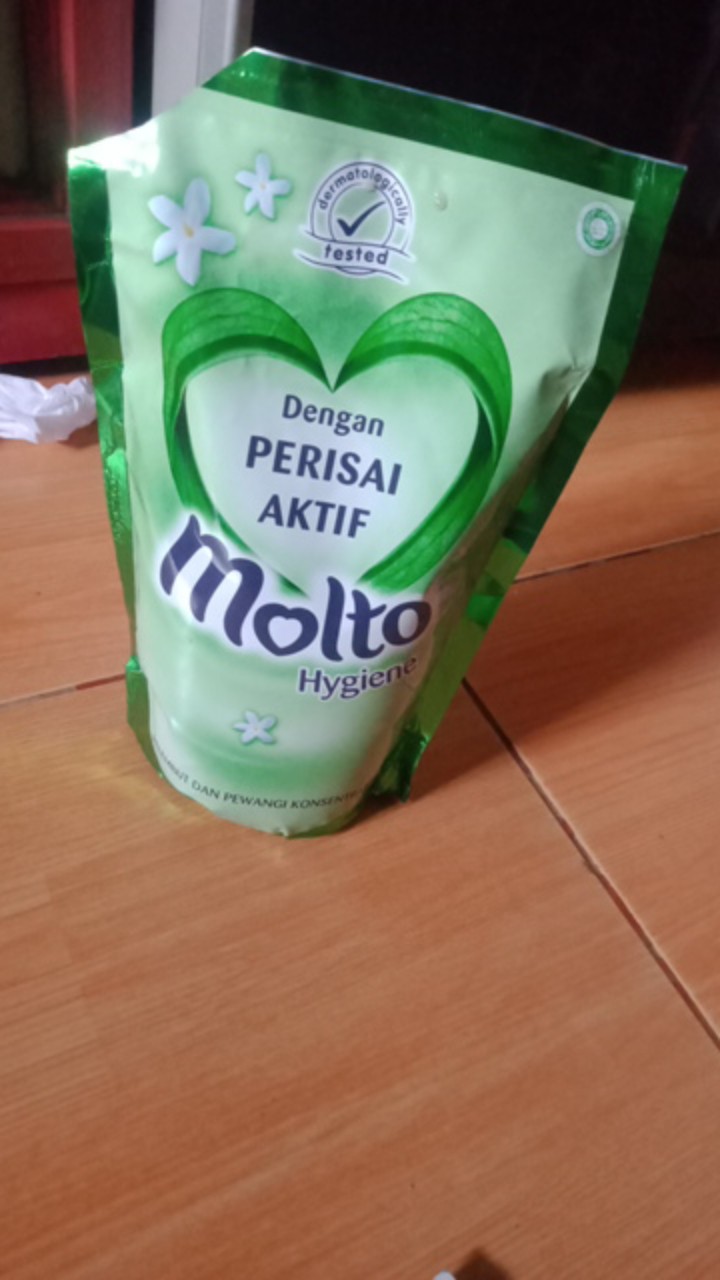 dermatologically
tested
Dengan
PERISAI
AKTIF
Molto
Hygiene
DAN PEWANGI